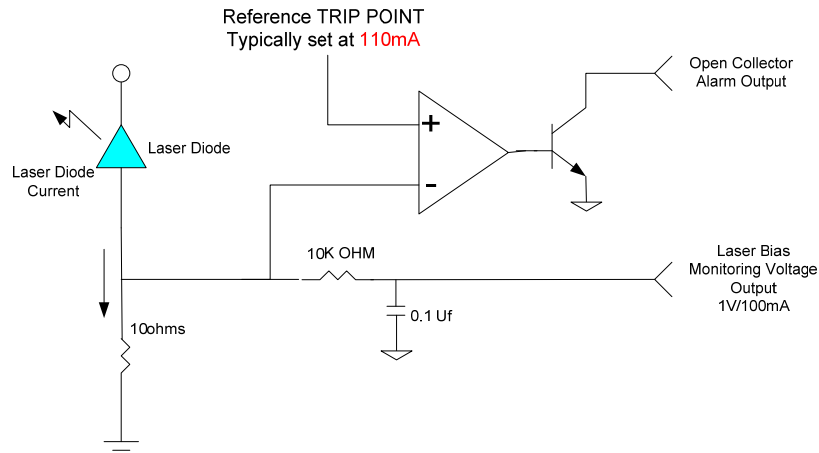 Reference TRIP POINT
Typically set at 110mA
Open Collector
Alarm Output
Laser Diode
Laser Diode
Current
+
-
10K OHM
Laser Bias
Monitoring Voltage
Output
1V/100mA
0.1 Uf
10ohms